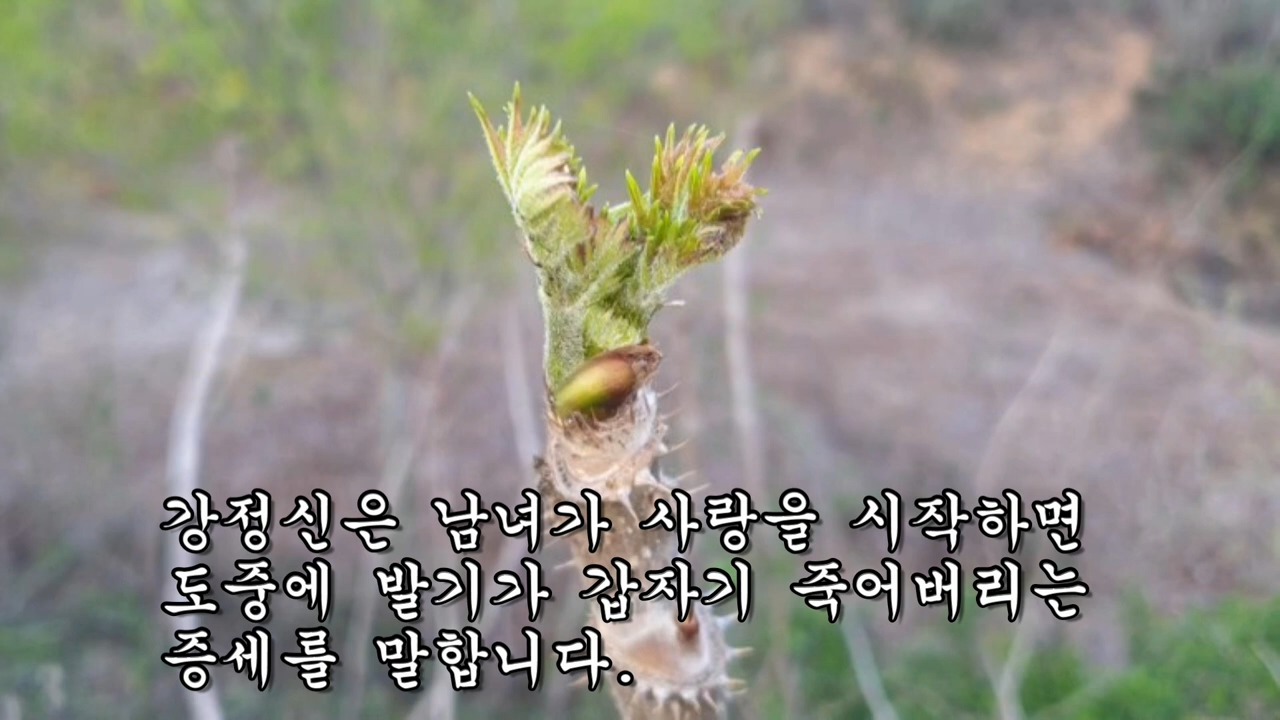 강정신은 남녀가 사랑을 시작하면
도중에 발기가 갑자기 죽어버리는
증세를 말합니다.